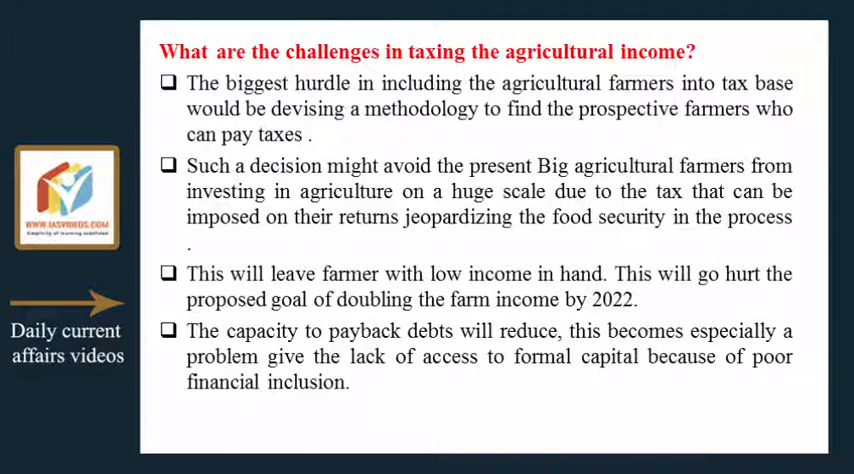 What are the challenges in taxing the agricultural income?
The biggest hurdle in including the agricultural farmers into tax base
would be devising a methodology to find the prospective farmers who
can pay taxes .
Such a decision might avoid the present Big agricultural farmers from
investing in agriculture on a huge scale due to the tax that can be
imposed on their returns jeopardizing the food security in the process
.
This will leave farmer with low income in hand. This will go hurt the
proposed goal of doubling the farm income by 2022.
The capacity to payback debts will reduce, this becomes especially a
problem give the lack of access to formal capital because of poor
financial inclusion.
WWW.IASVIDEOS.COM
Simplicity of learning redefined
Daily current
affairs videos